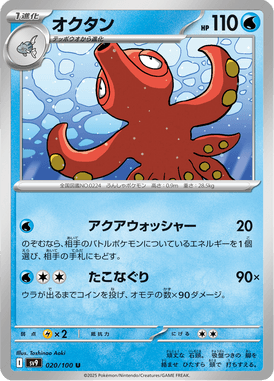 1進化
オクタン
HP 110
テッポウオから進化
全国図鑑No.0224 ふんしゃポケモン 高さ:0.9m 重さ:28.5kg
アクアウォッシャー 20
のぞむなら、相手のバトルポケモンについているエネルギーを1個
選び、相手の手札にもどす。
たこなぐり 90×
ウラが出るまでコインを投げ、オモテの数×90ダメージ。
弱点 ×2 抵抗力 にげる
SV9 020/100 U
Illus. Toshinao Aoki
©2025 Pokémon/Nintendo/Creatures/GAME FREAK.